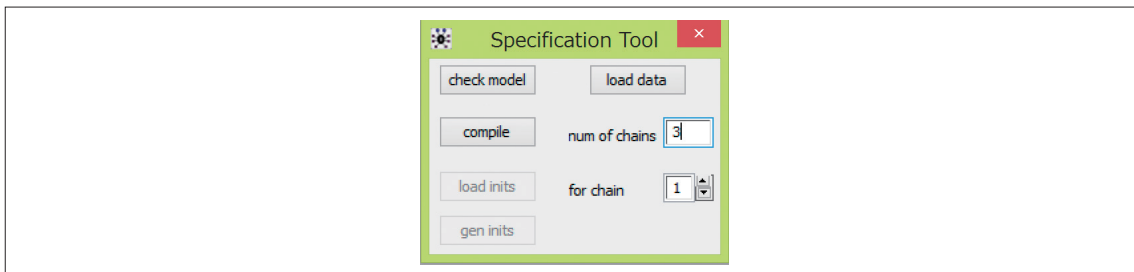 Specification Tool ×
check model load data
compile num of chains 3
load inits for chain 1
gen inits